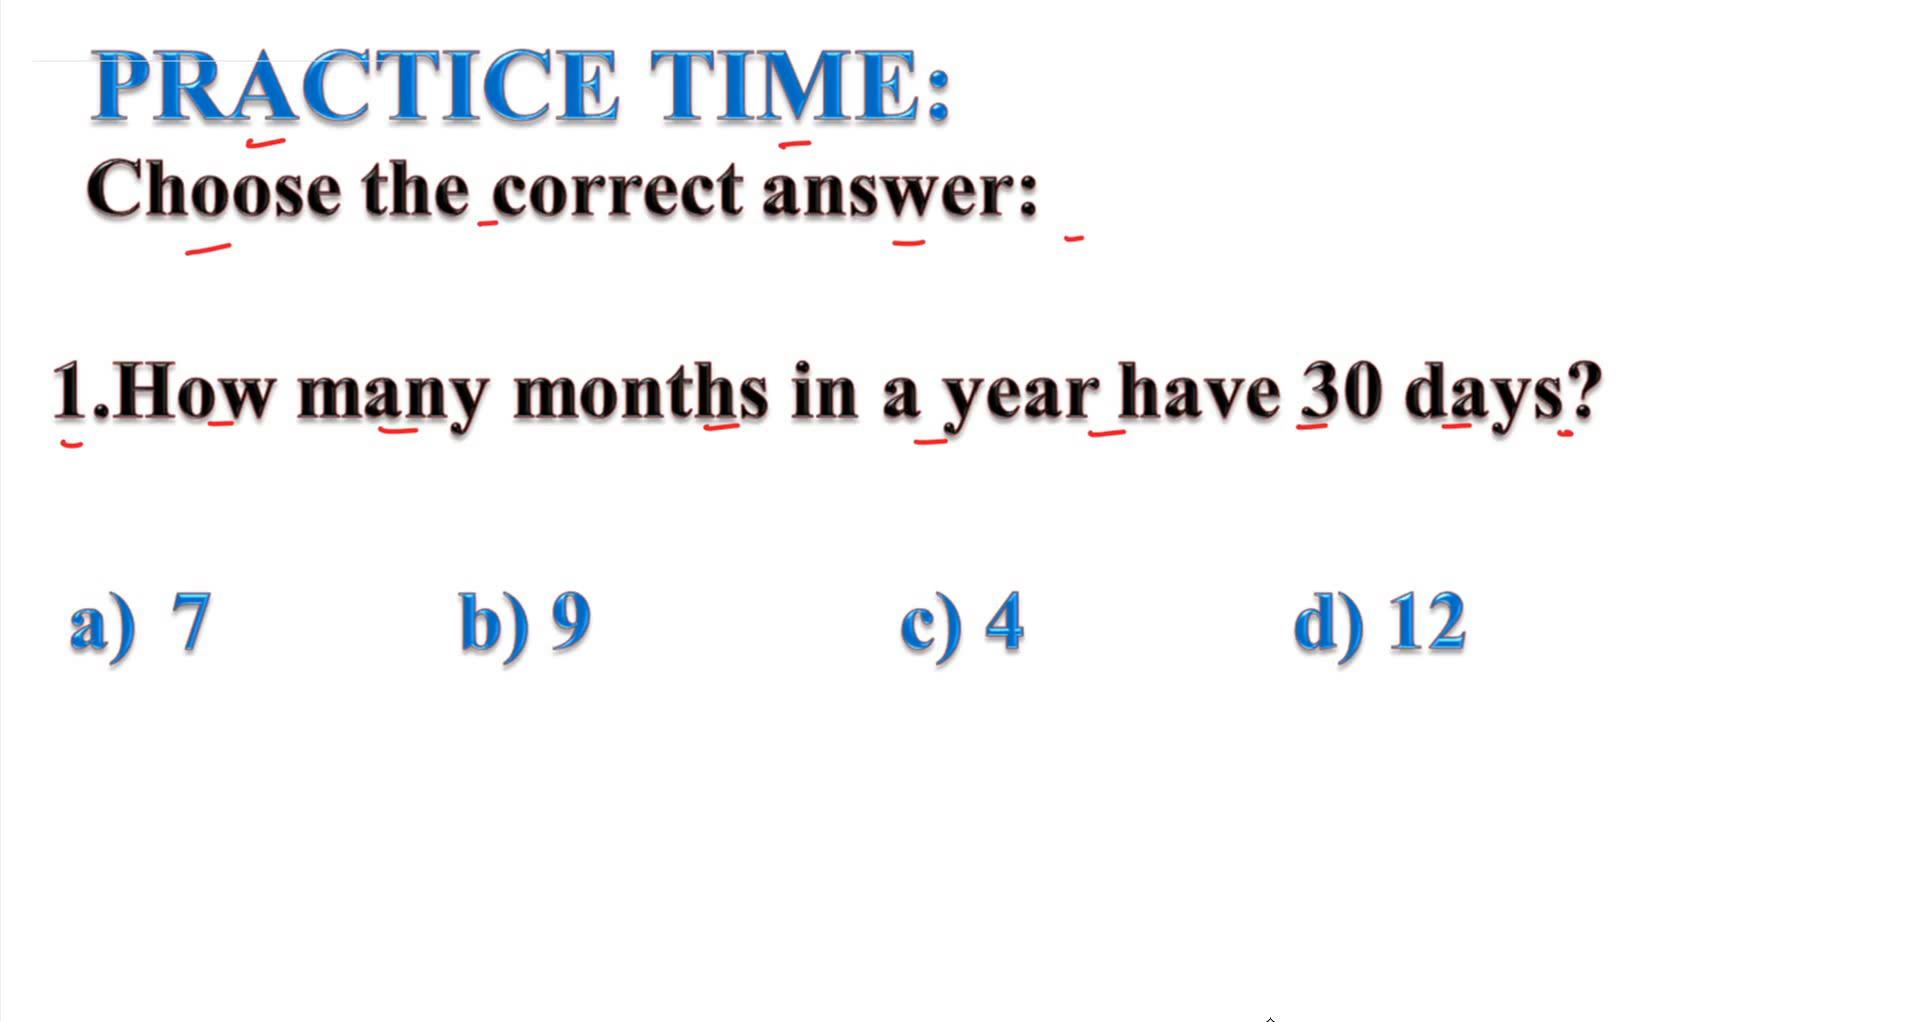 PRACTICE TIME:
Choose the correct answer:
1.How many months in a year have 30 days?
a) 7 b) 9 c) 4 d) 12